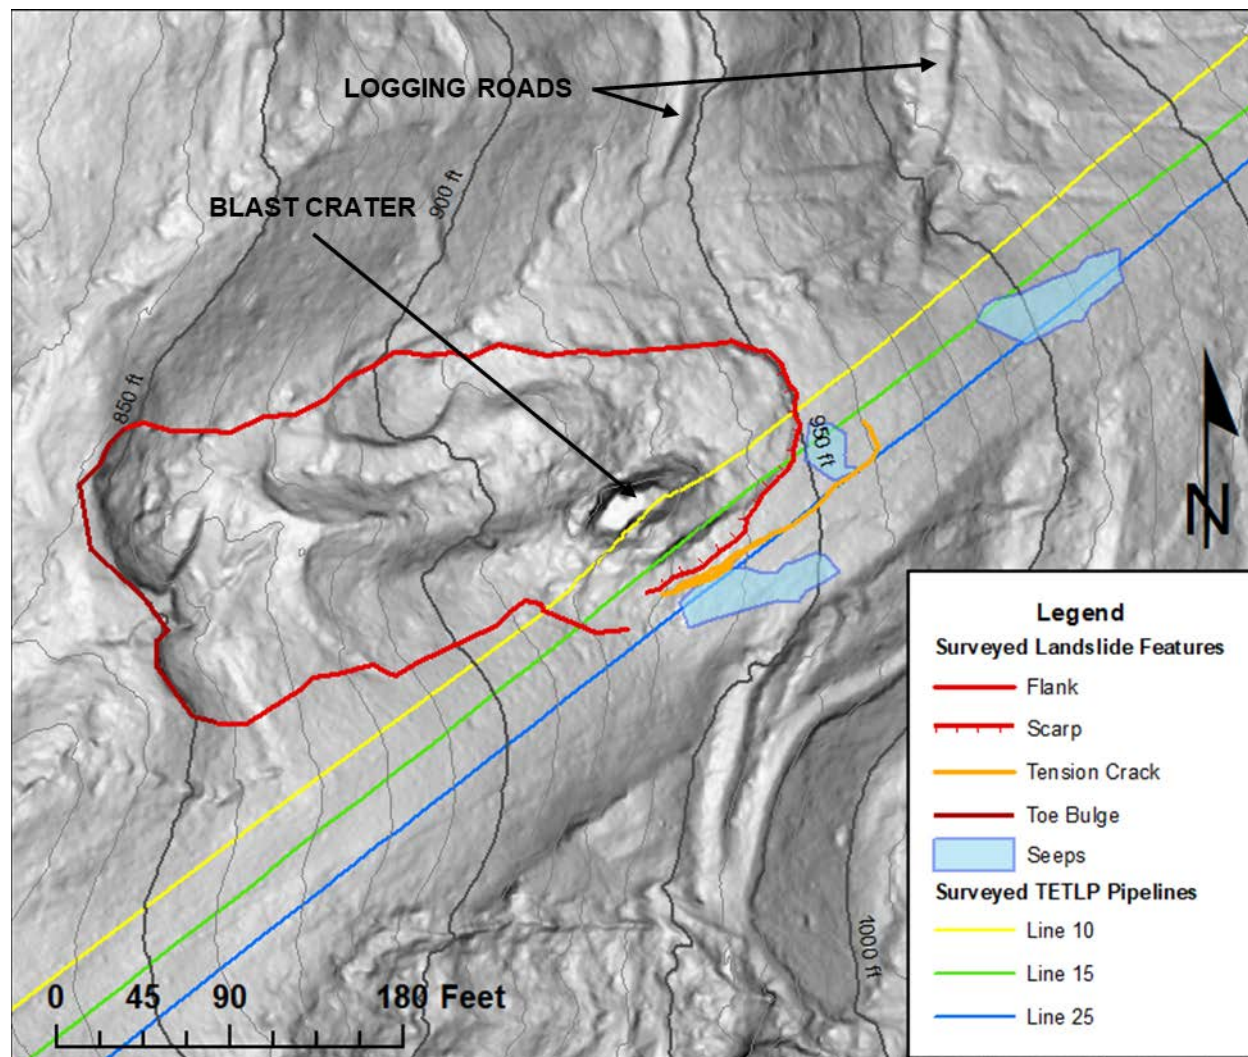 LOGGING ROADS
BLAST CRATER
900 ft
850 ft
950 ft
N
Legend
Surveyed Landslide Features
Flank
Scarp
Tension Crack
Toe Bulge
Seeps
Surveyed TETLP Pipelines
Line 10
Line 15
Line 25
1000 ft
0 45 90 180 Feet